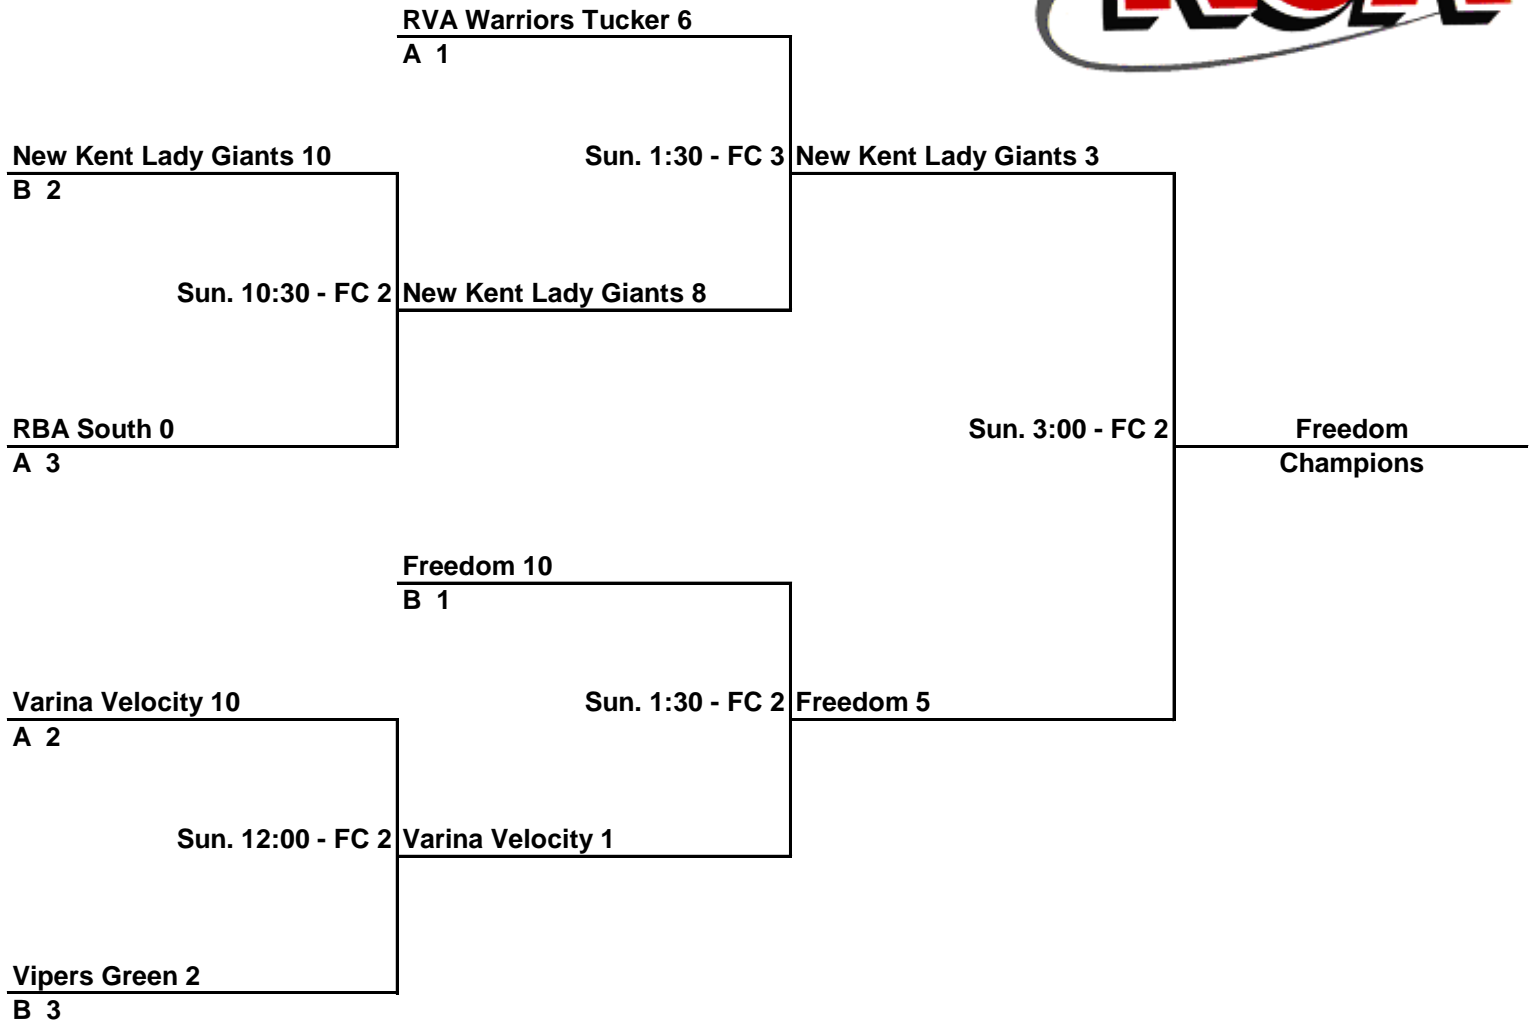 RVA Warriors Tucker 6
A 1
New Kent Lady Giants 10
B 2
Sun. 1:30 - FC 3
New Kent Lady Giants 3
Sun. 10:30 - FC 2
New Kent Lady Giants 8
RBA South 0
A 3
Sun. 3:00 - FC 2
Freedom
Champions
Freedom 10
B 1
Varina Velocity 10
A 2
Sun. 1:30 - FC 2
Freedom 5
Sun. 12:00 - FC 2
Varina Velocity 1
Vipers Green 2
B 3